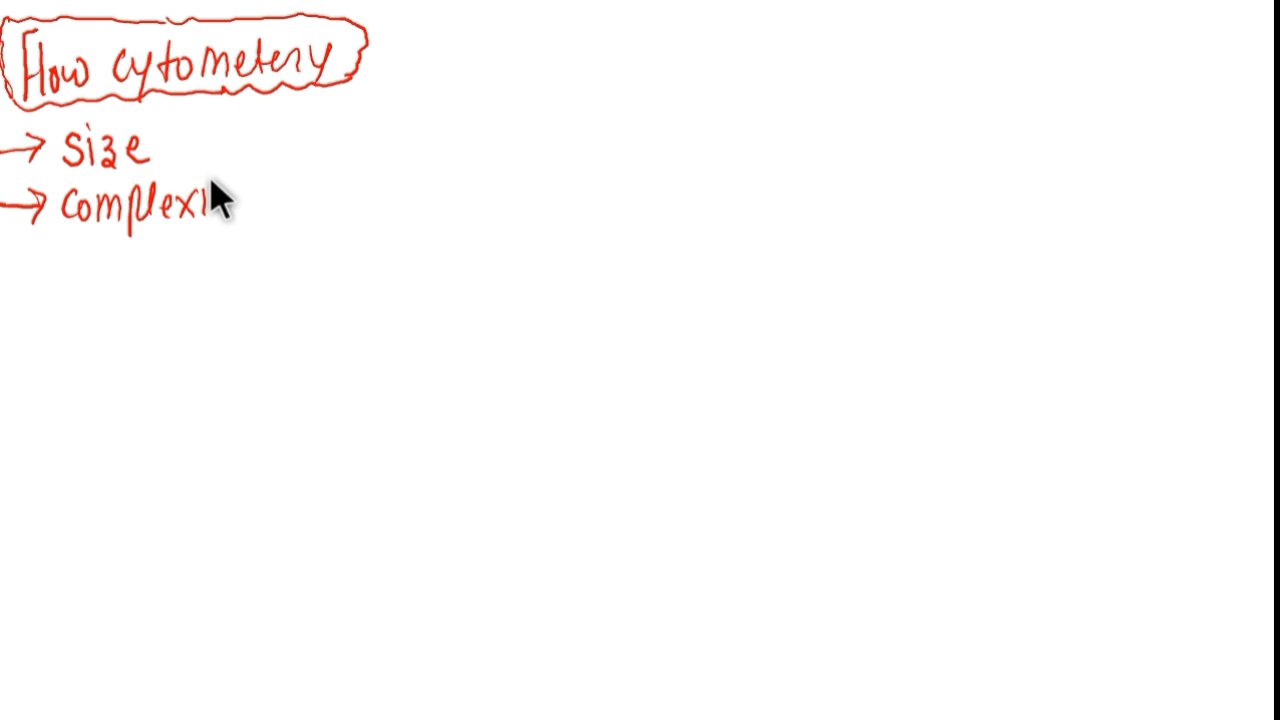 Flow cytometery
→ Size
→ Complexi